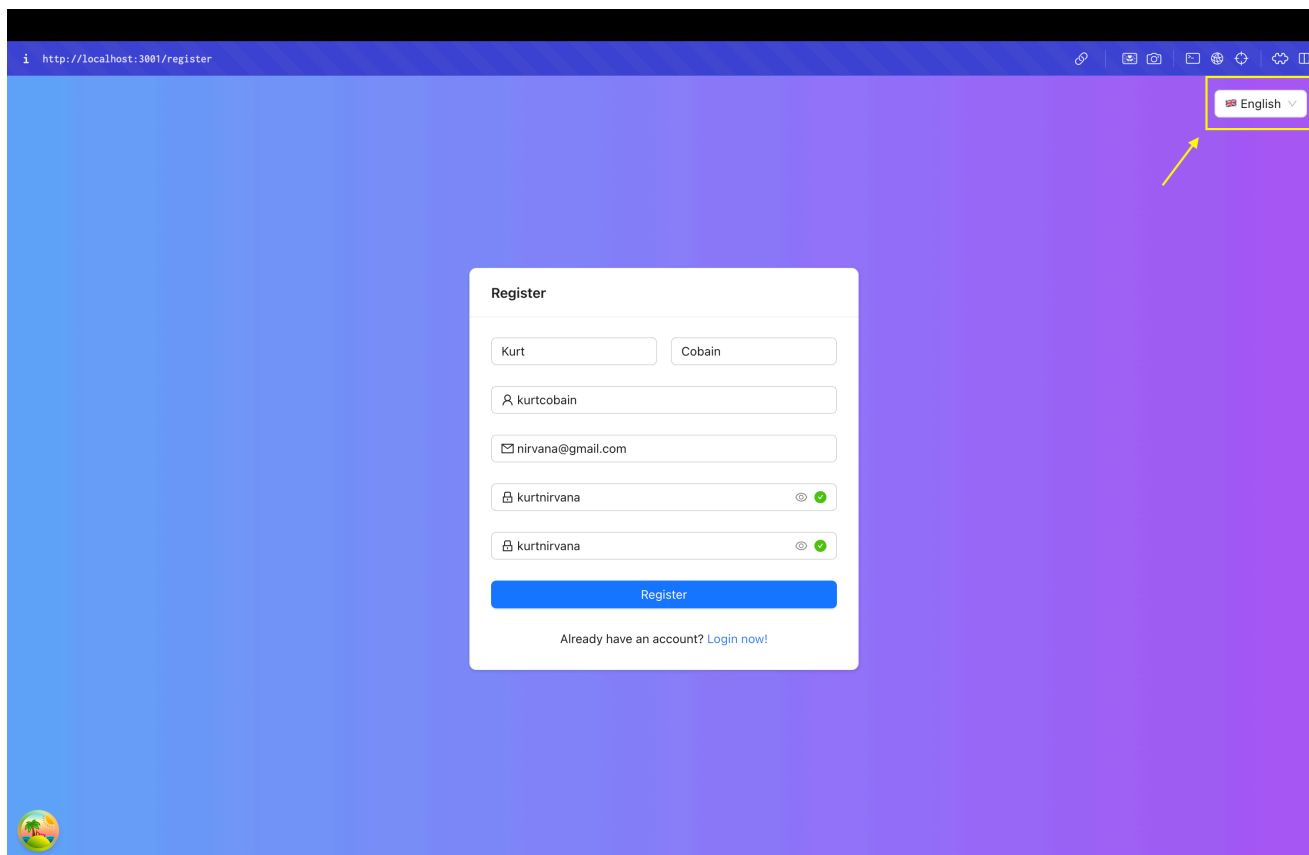 i http://localhost:3001/register
English
Register
Kurt Cobain
kurtcobain
nirvana@gmail.com
kurtnirvana
kurtnirvana
Register
Already have an account? Login now!